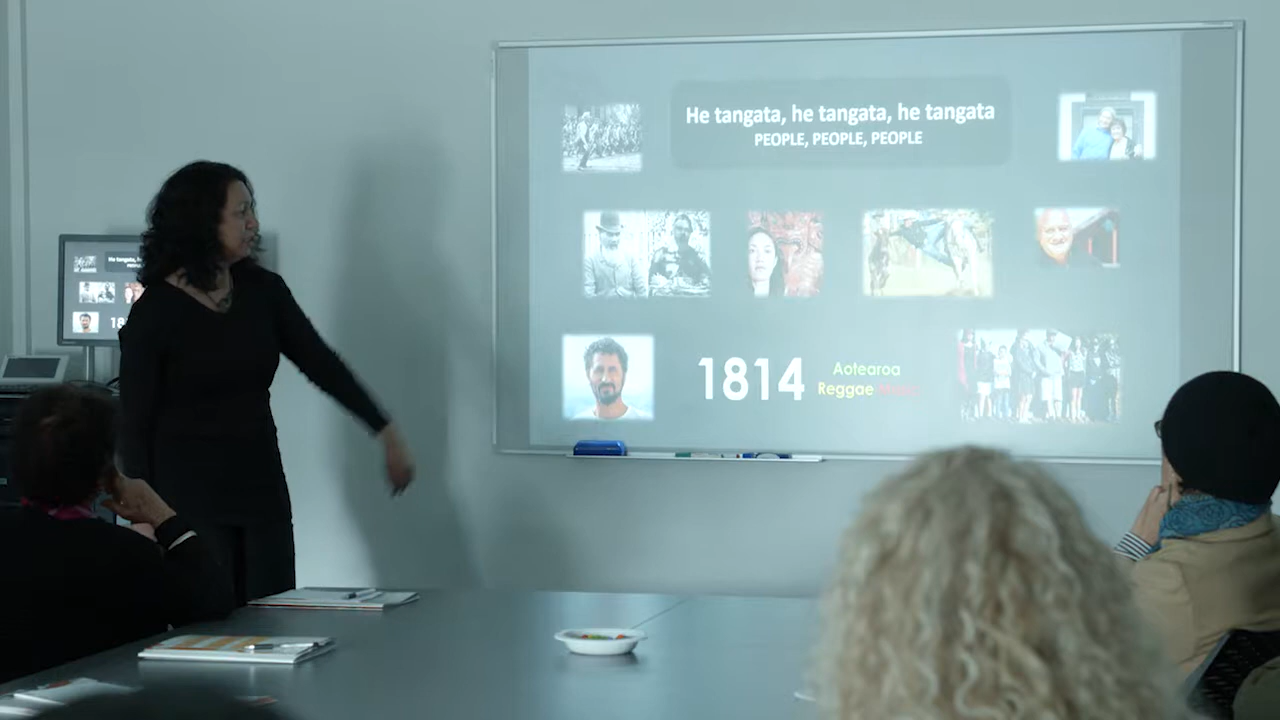 He tangata, he tangata, he tangata
PEOPLE, PEOPLE, PEOPLE
1814
Aotearoa
Reggae